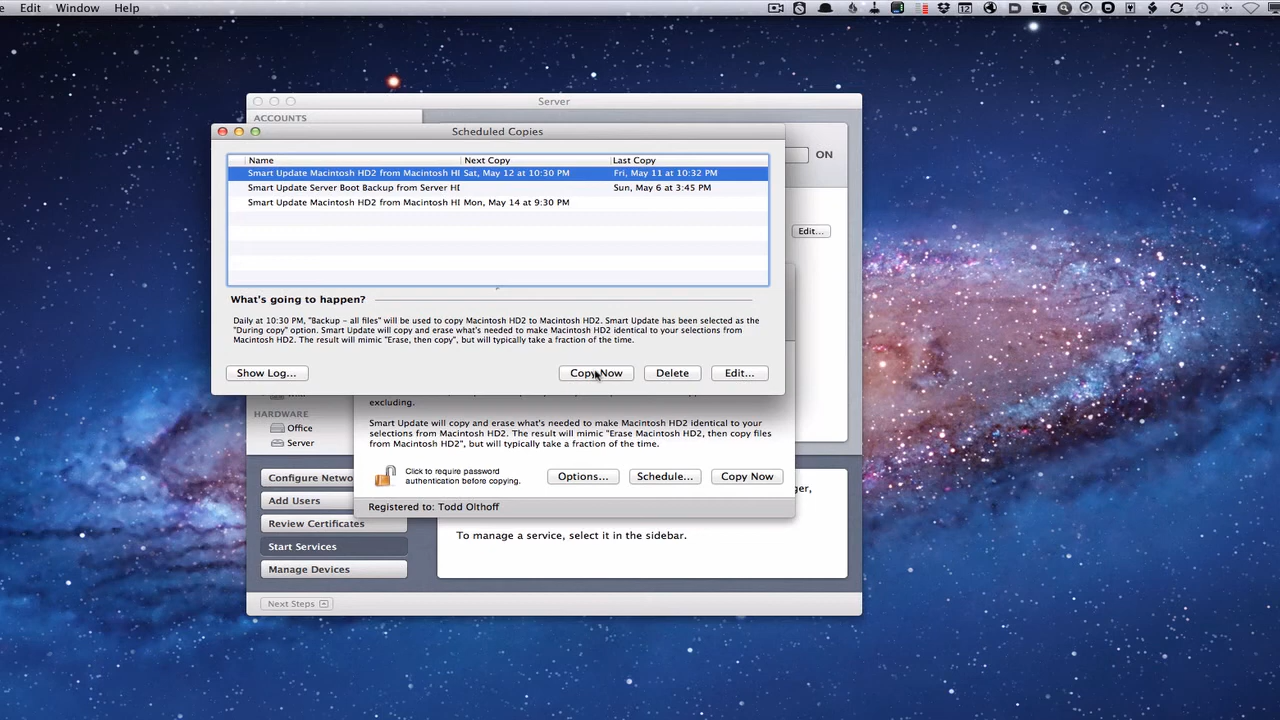 Edit Window Help
Server
ACCOUNTS
Scheduled Copies
ON
Name Next Copy Last Copy
Smart Update Macintosh HD2 from Macintosh Sat, May 12 at 10:30 PM Fri, May 11 at 10:32 PM
Smart Update Server Boot Backup from Server Sun, May 6 at 3:45 PM
Smart Update Macintosh HD2 from Macintosh Mon, May 14 at 9:30 PM
Edit...
What's going to happen?
Daily at 10:30 PM, "Backup – all files" will be used to copy Macintosh HD2 to Macintosh HD2. Smart Update has been selected as the
"During copy" option. Smart Update will copy and erase what's needed to make Macintosh HD2 identical to your selections from
Macintosh HD2. The result will mimic "Erase, then copy", but will typically take a fraction of the time.
Show Log... Copy Now Delete Edit...
excluding.
HARDWARE
Office
Server
Smart Update will copy and erase what's needed to make Macintosh HD2 identical to your
selections from Macintosh HD2. The result will mimic "Erase Macintosh HD2, then copy files
from Macintosh HD2", but will typically take a fraction of the time.
Click to require password
authentication before copying.
Options... Schedule... Copy Now
Registered to: Todd Olthoff
Configure Netwo
Add Users
Review Certificates
Start Services
Manage Devices
ger,
To manage a service, select it in the sidebar.
Next Steps